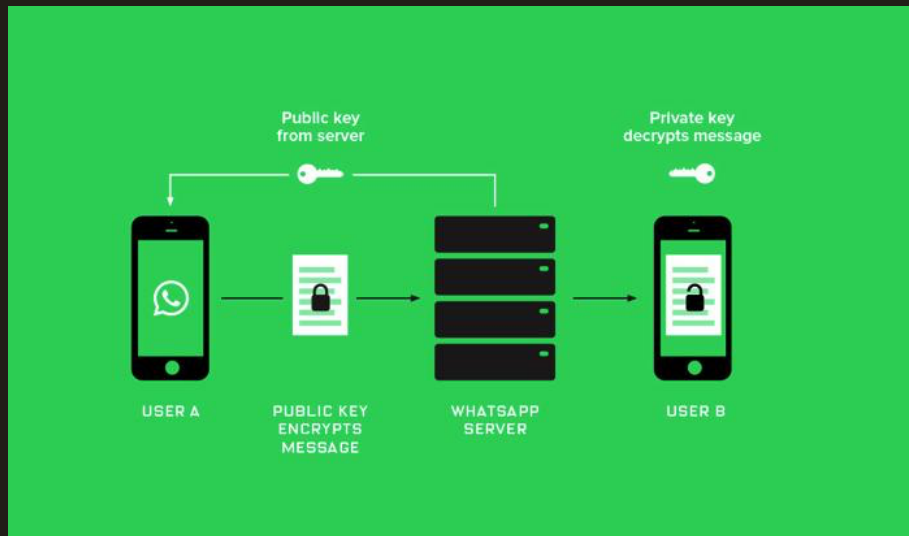 Public key
from server
Private key
decrypts message
USER A
PUBLIC KEY
ENCRYPTS
MESSAGE
WHATSAPP
SERVER
USER B